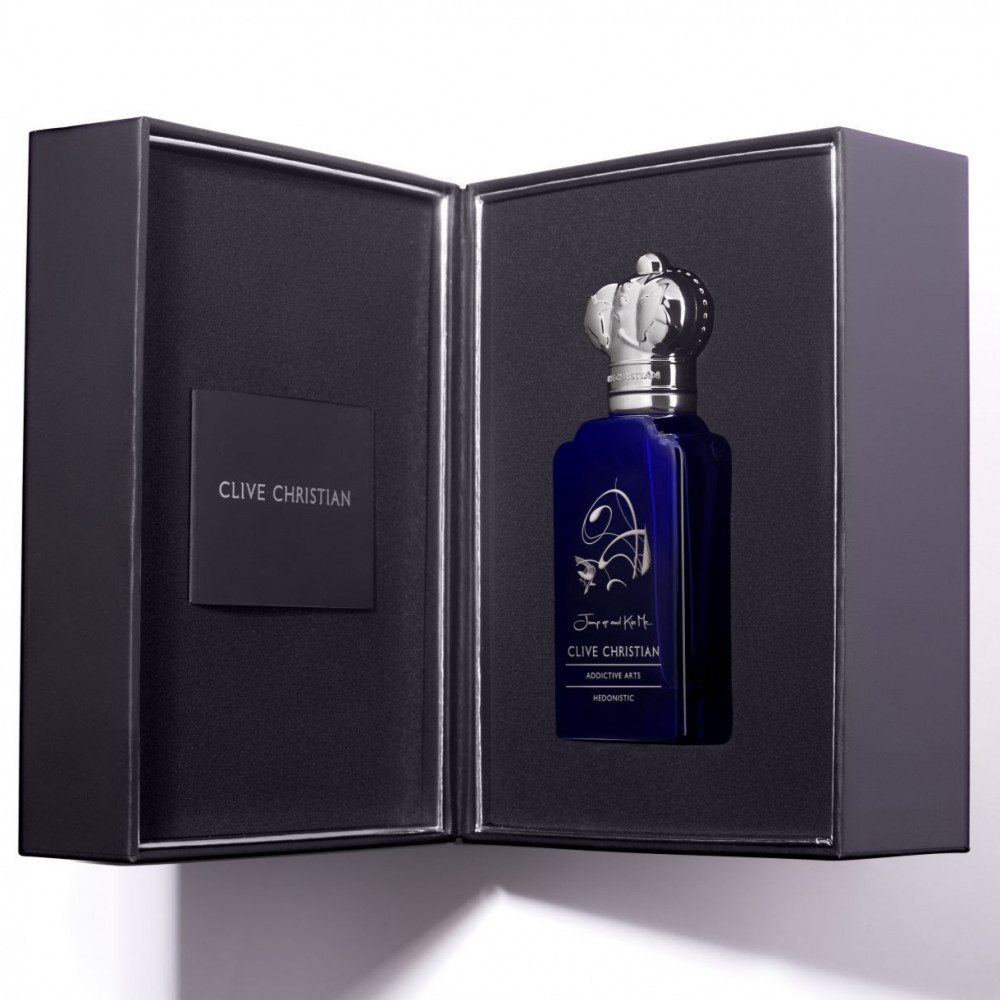 CLIVE CHRISTIAN
Jump up and Kiss Me
CLIVE CHRISTIAN
ADDICTIVE ARTS
HEDONISTIC